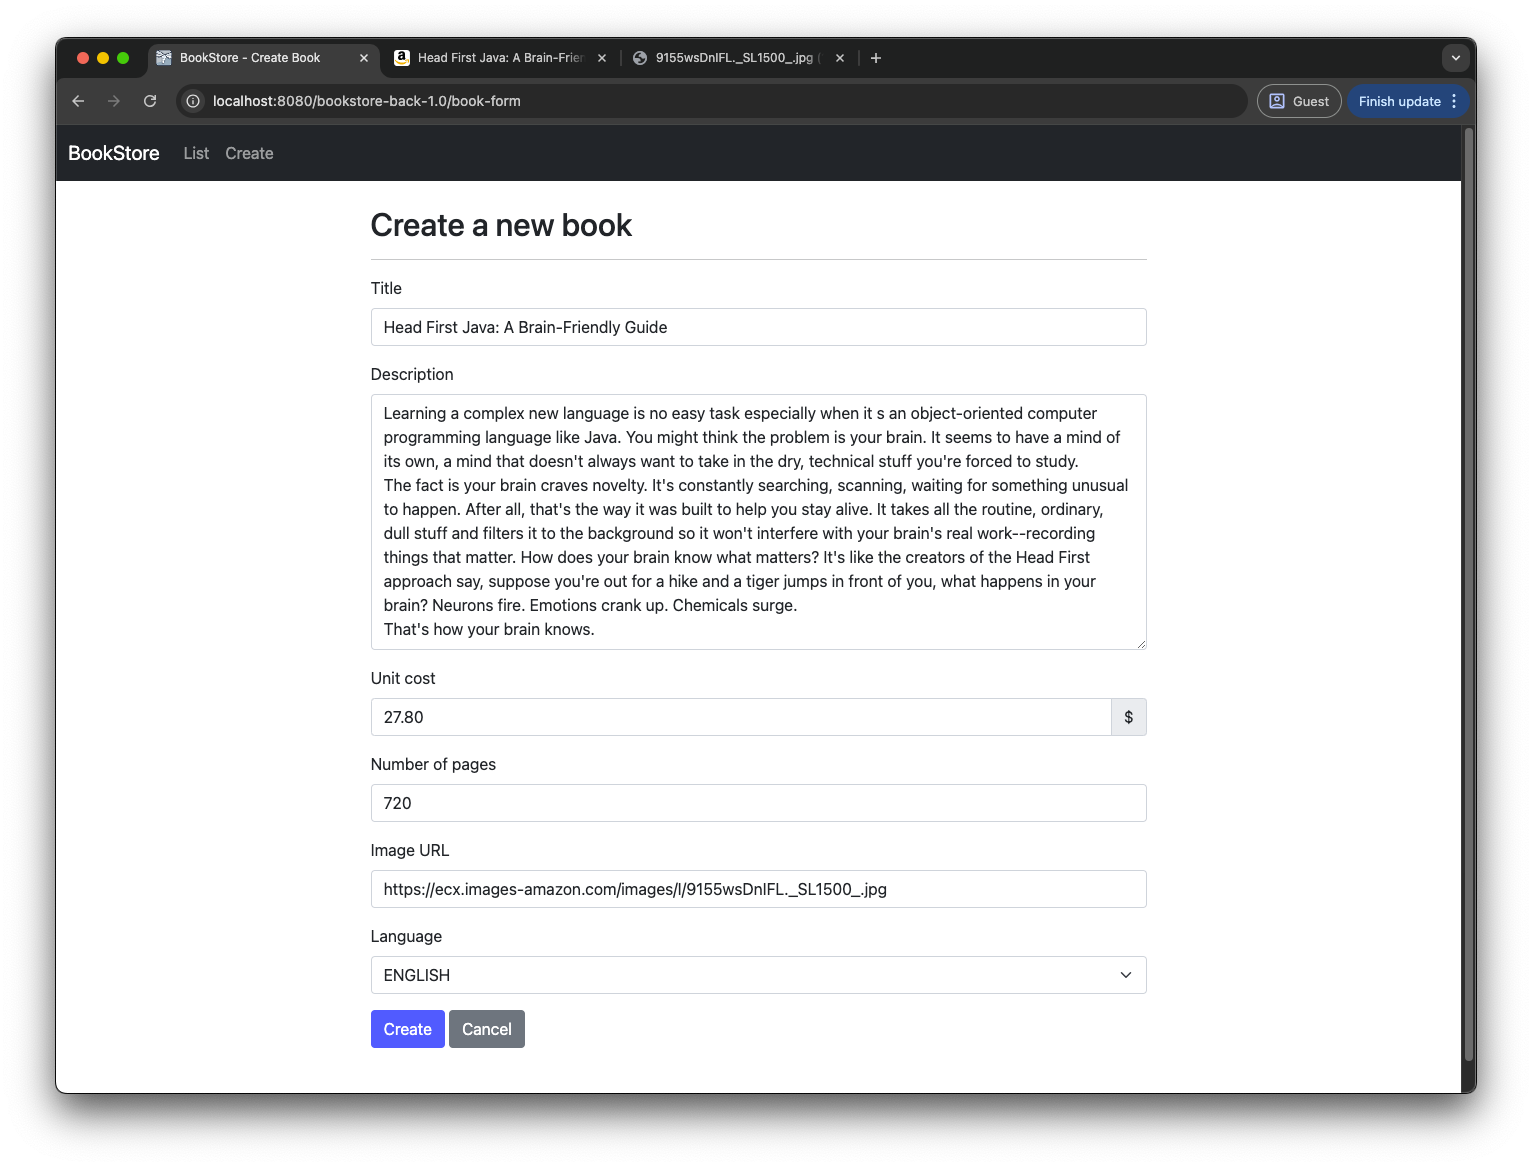 BookStore - Create Book
Head First Java: A Brain-Frien
9155wsDnlFL._SL1500_.jpg (
localhost:8080/bookstore-back-1.0/book-form
Guest
Finish update
BookStore
List
Create
Create a new book
Title
Head First Java: A Brain-Friendly Guide
Description
Learning a complex new language is no easy task especially when it s an object-oriented computer
programming language like Java. You might think the problem is your brain. It seems to have a mind of
its own, a mind that doesn't always want to take in the dry, technical stuff you're forced to study.
The fact is your brain craves novelty. It's constantly searching, scanning, waiting for something unusual
to happen. After all, that's the way it was built to help you stay alive. It takes all the routine, ordinary,
dull stuff and filters it to the background so it won't interfere with your brain's real work--recording
things that matter. How does your brain know what matters? It's like the creators of the Head First
approach say, suppose you're out for a hike and a tiger jumps in front of you, what happens in your
brain? Neurons fire. Emotions crank up. Chemicals surge.
That's how your brain knows.
Unit cost
27.80
$
Number of pages
720
Image URL
https://ecx.images-amazon.com/images/I/9155wsDnlFL._SL1500_.jpg
Language
ENGLISH
Create
Cancel